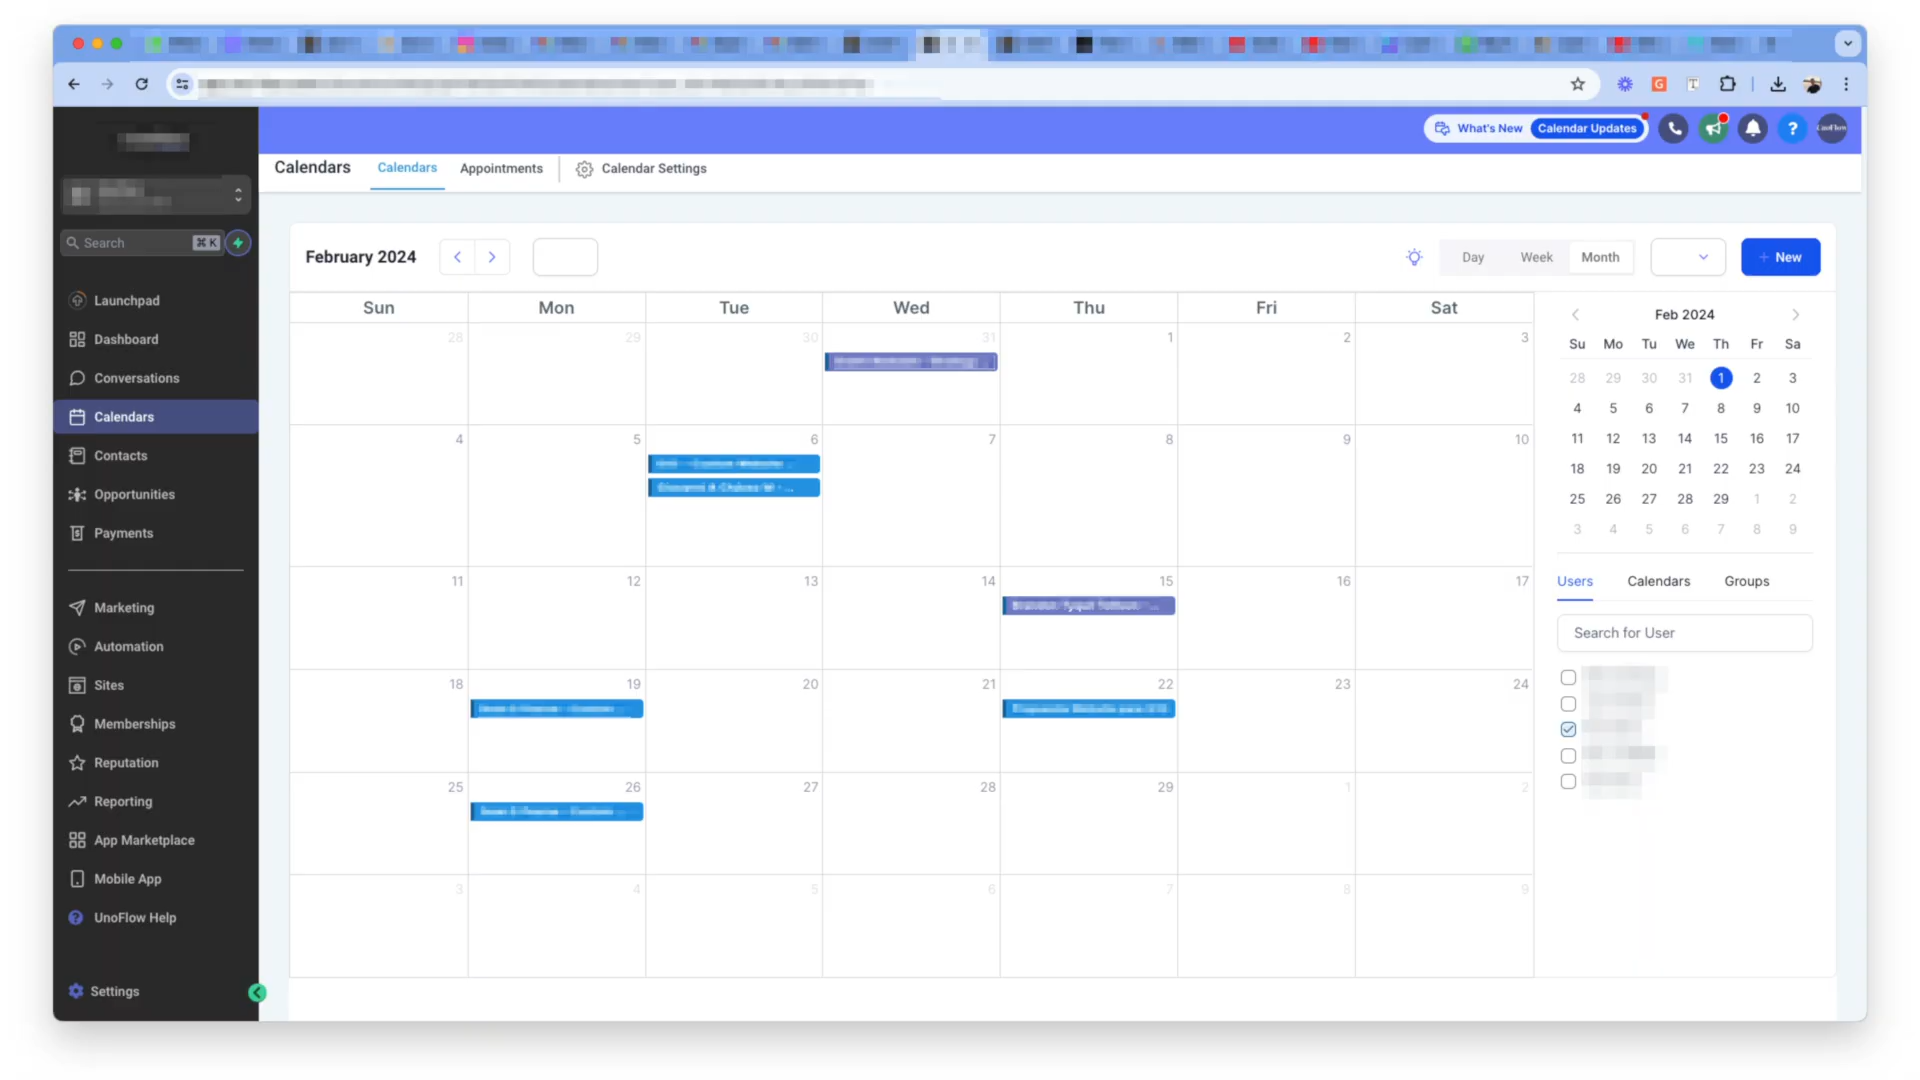 What's New
Calendar Updates
?
UnoFlow
Calendars
Calendars
Appointments
Calendar Settings
Search
⌘ K
Launchpad
Dashboard
Conversations
Calendars
Contacts
Opportunities
Payments
Marketing
Automation
Sites
Memberships
Reputation
Reporting
App Marketplace
Mobile App
UnoFlow Help
Settings
February 2024
Day
Week
Month
+ New
Sun Mon Tue Wed Thu Fri Sat
28 29 30 31 1 2 3
4 5 6 7 8 9 10
11 12 13 14 15 16 17
18 19 20 21 22 23 24
25 26 27 28 29 1 2
3 4 5 6 7 8 9
Feb 2024
Su Mo Tu We Th Fr Sa
28 29 30 31 1 2 3
4 5 6 7 8 9 10
11 12 13 14 15 16 17
18 19 20 21 22 23 24
25 26 27 28 29 1 2
3 4 5 6 7 8 9
Users
Calendars
Groups
Search for User